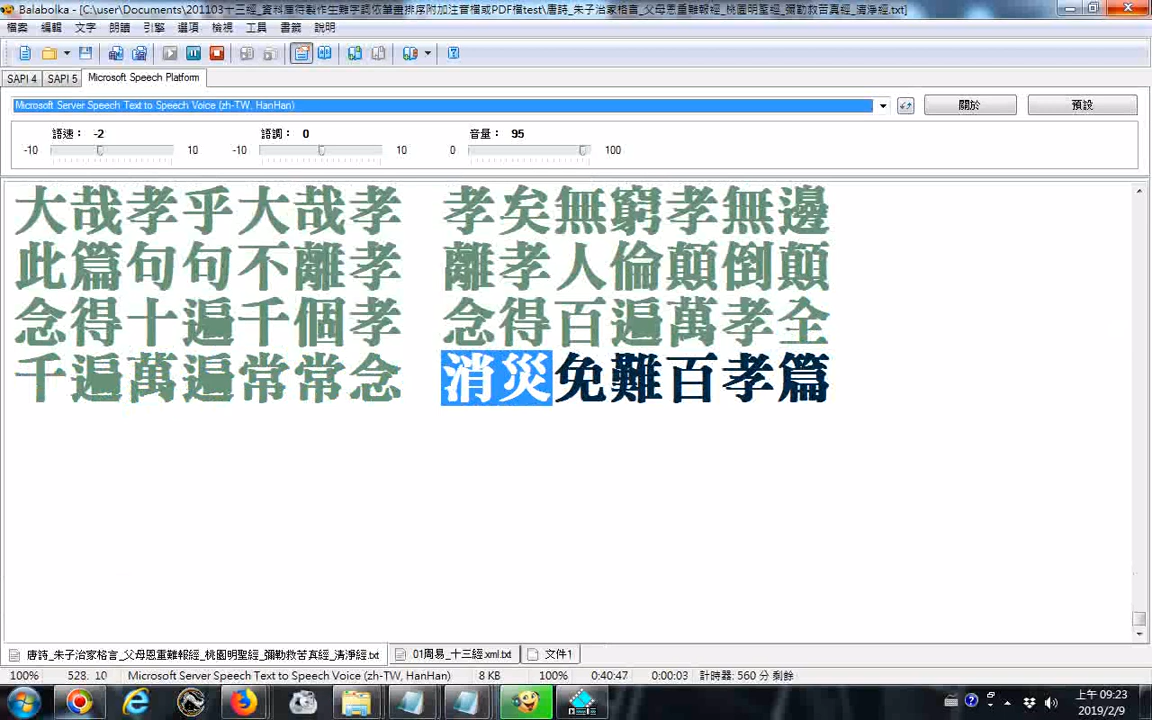 Balabolka - [C:\user\Documents\201103十三經_資料庫待製作生難字詞依筆畫排序附加注音檔或PDF檔test\唐詩_朱子治家格言_父母恩重難報經_桃園明聖經_彌勒救苦真經_清淨經.txt]
檔案 編輯 文字 朗讀 引擎 選項 檢視 工具 書籤 說明
SAPI 4 SAPI 5 Microsoft Speech Platform
Microsoft Server Speech Text to Speech Voice (zh-TW, HanHan) 關於 預設
語速： -2 語調： 0 音量： 95
-10 10 -10 10 0 100
大哉孝乎大哉孝 孝矣無窮孝無邊
此篇句句不離孝 離孝人倫顛倒顛
念得十遍千個孝 念得百遍萬孝全
千遍萬遍常常念 消災免難百孝篇
唐詩_朱子治家格言_父母恩重難報經_桃園明聖經_彌勒救苦真經_清淨經.txt 01周易_十三經.xml.txt 文件1
100% 528. 10 Microsoft Server Speech Text to Speech Voice (zh-TW, HanHan) 8 KB 100% 0:40:47 0:00:03 計時器: 560 分 剩餘
上午 09:23
2019/2/9